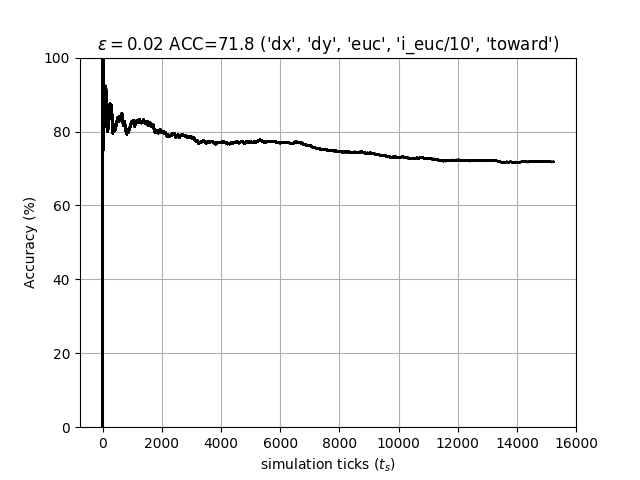 ε = 0.02 ACC=71.8 ('dx', 'dy', 'euc', 'i_euc/10', 'toward')
100
80
60
40
20
0
Accuracy (%)
0 2000 4000 6000 8000 10000 12000 14000 16000
simulation ticks (tₛ)